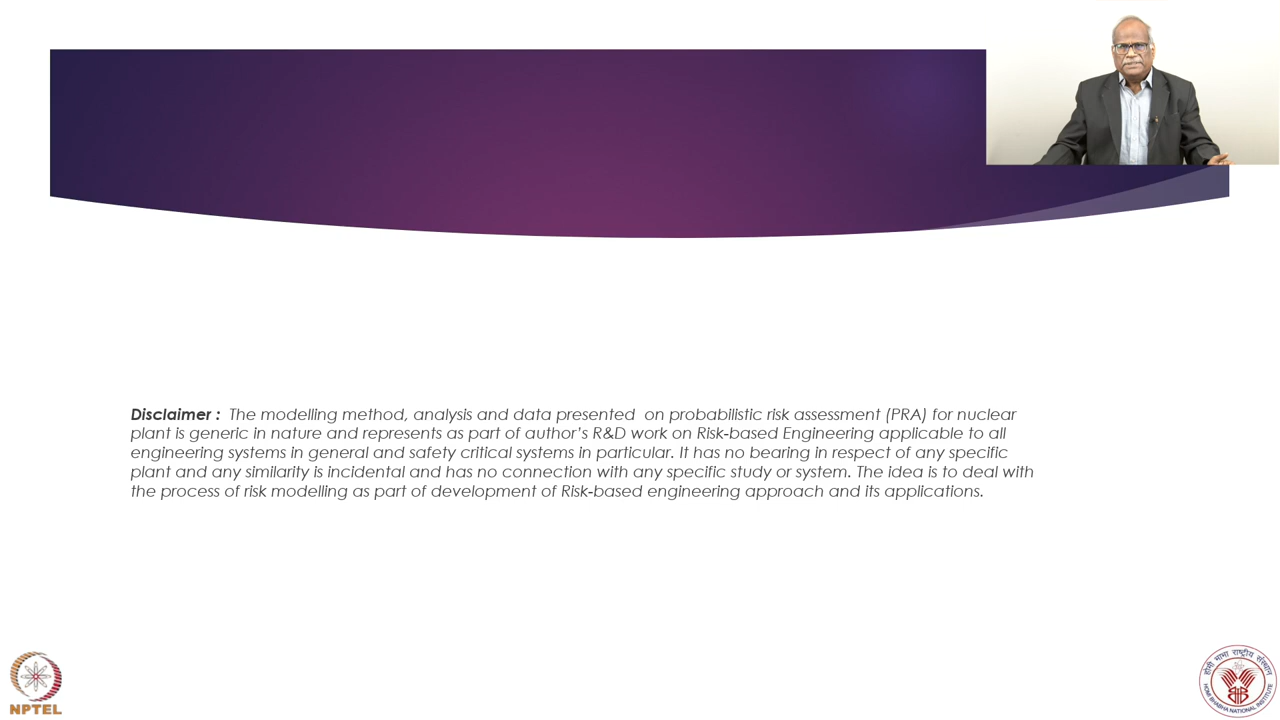 Disclaimer : The modelling method, analysis and data presented on probabilistic risk assessment (PRA) for nuclear
plant is generic in nature and represents as part of author’s R&D work on Risk-based Engineering applicable to all
engineering systems in general and safety critical systems in particular. It has no bearing in respect of any specific
plant and any similarity is incidental and has no connection with any specific study or system. The idea is to deal with
the process of risk modelling as part of development of Risk-based engineering approach and its applications.
NPTEL
होमी भाभा राष्ट्रीय संस्थान
HOMI BHABHA NATIONAL INSTITUTE